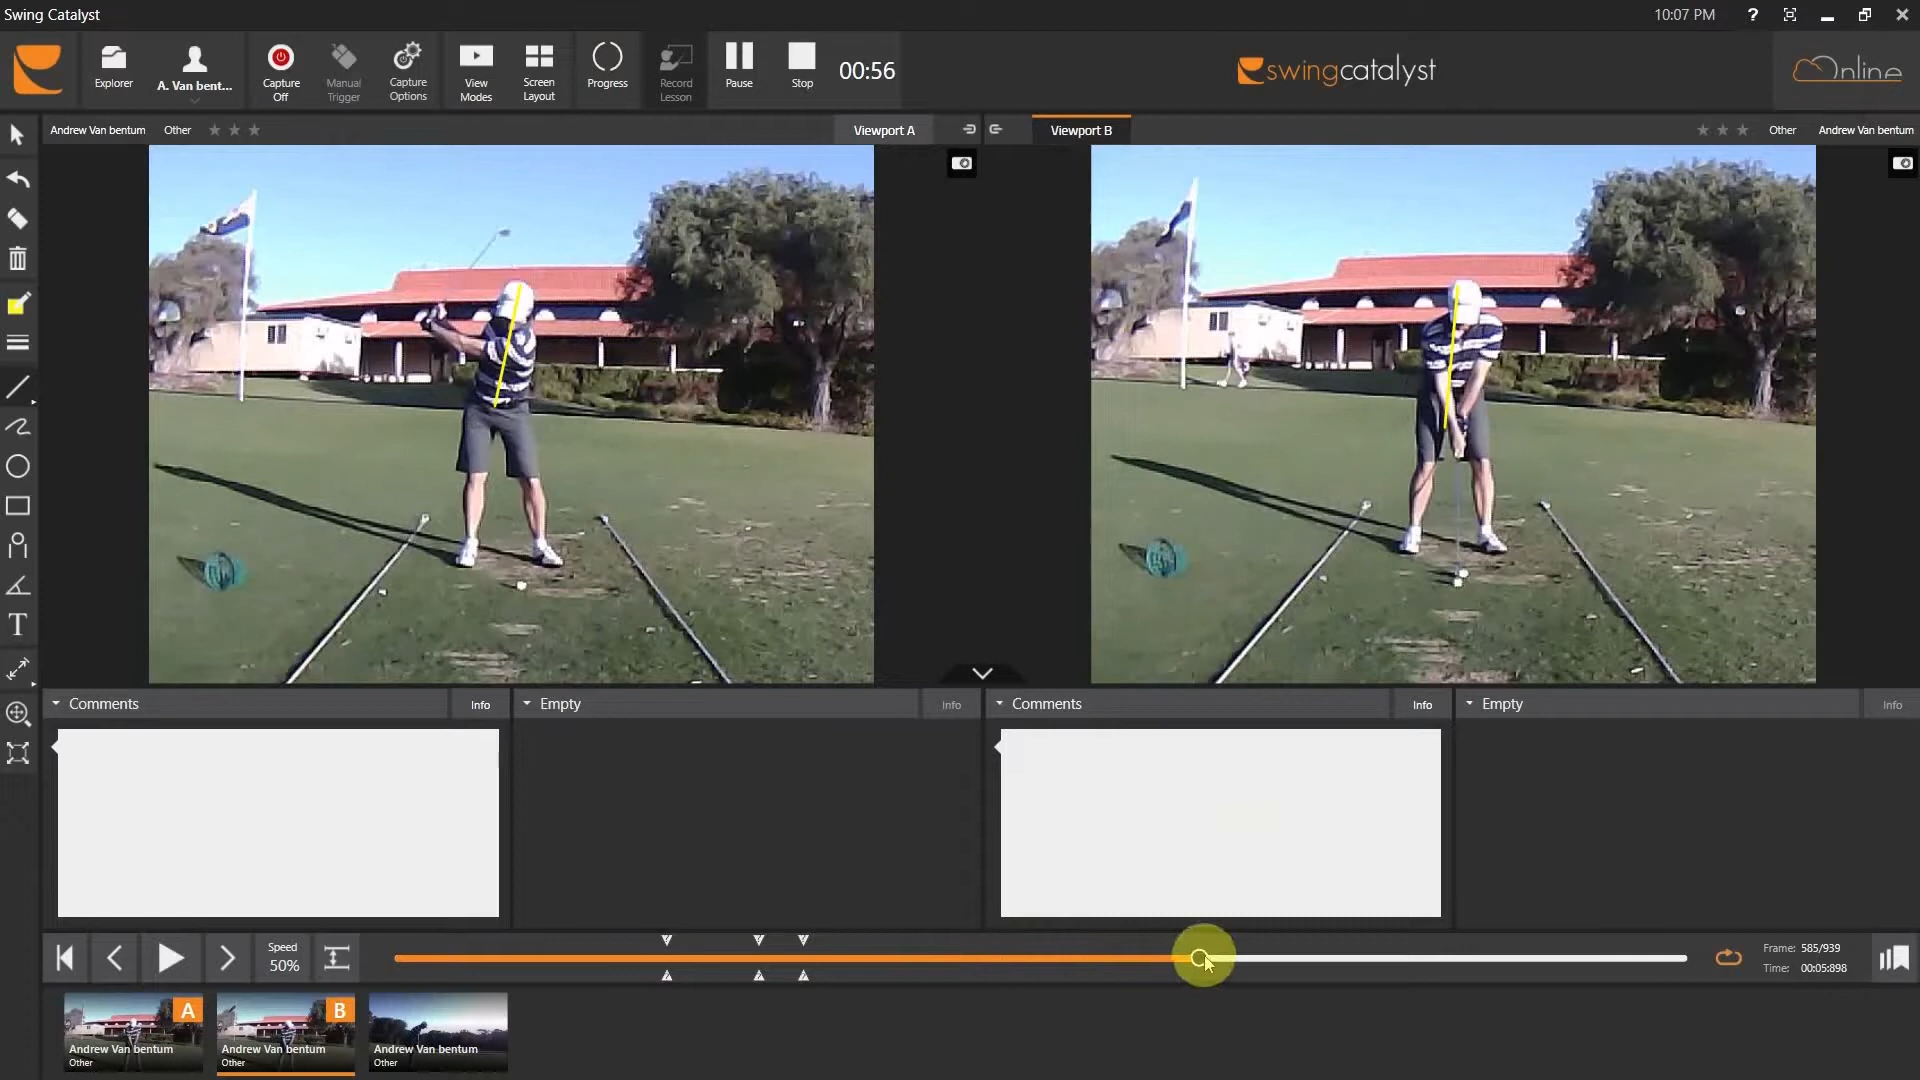 Swing Catalyst
10:07 PM
?
Explorer
A. Van bent...
Capture
Off
Manual
Trigger
Capture
Options
View
Modes
Screen
Layout
Progress
Record
Lesson
Pause
Stop
00:56
swingcatalyst
Online
Andrew Van bentum
Other
Viewport A
Viewport B
Other
Andrew Van bentum
T
Comments
Info
Empty
Info
Comments
Info
Empty
Info
Speed
50%
Frame: 585/939
Time: 00:05:898
A
Andrew Van bentum
Other
B
Andrew Van bentum
Other
Andrew Van bentum
Other